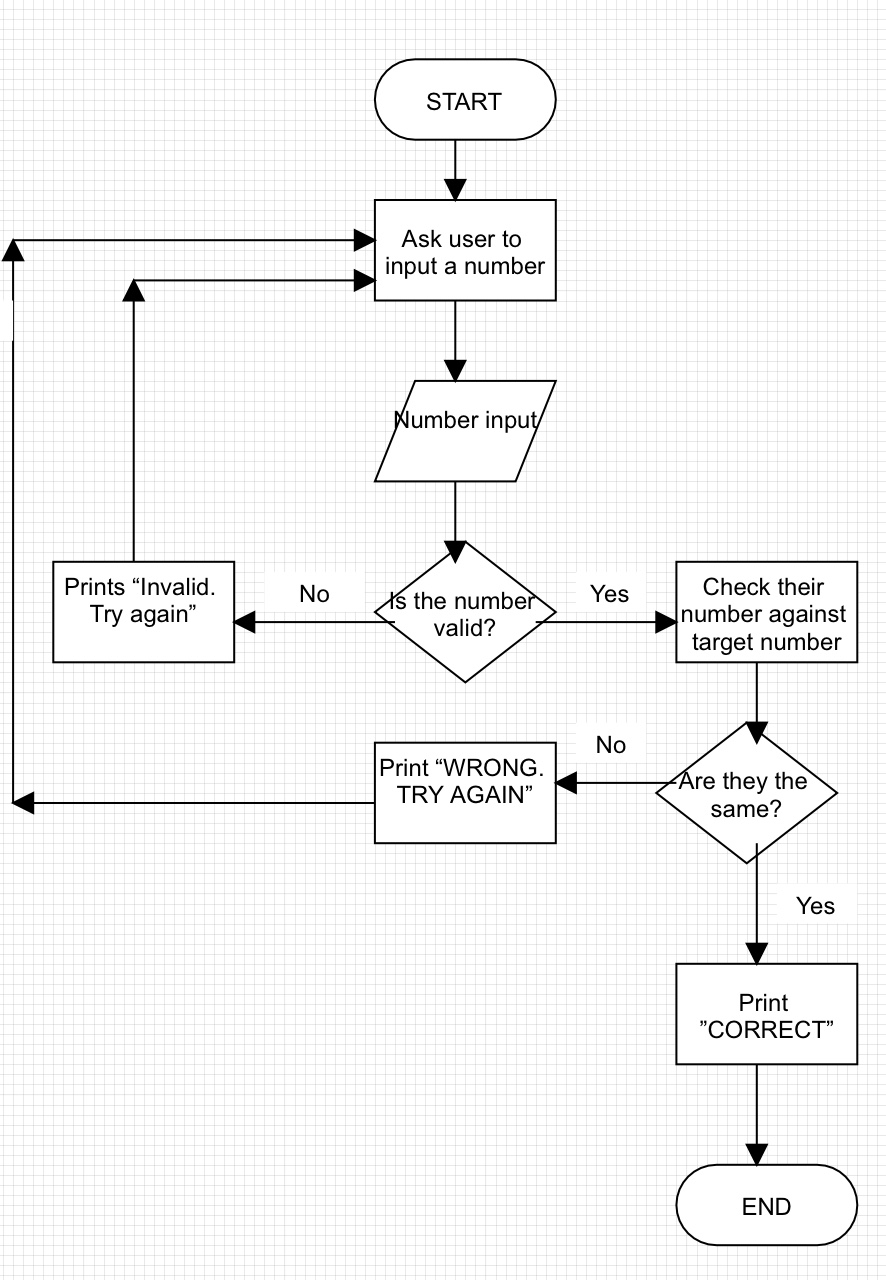 START
Ask user to
input a number
Number input
Is the number
valid?
No
Prints “Invalid.
Try again”
Yes
Check their
number against
target number
Are they the
same?
No
Print “WRONG.
TRY AGAIN”
Yes
Print
”CORRECT”
END